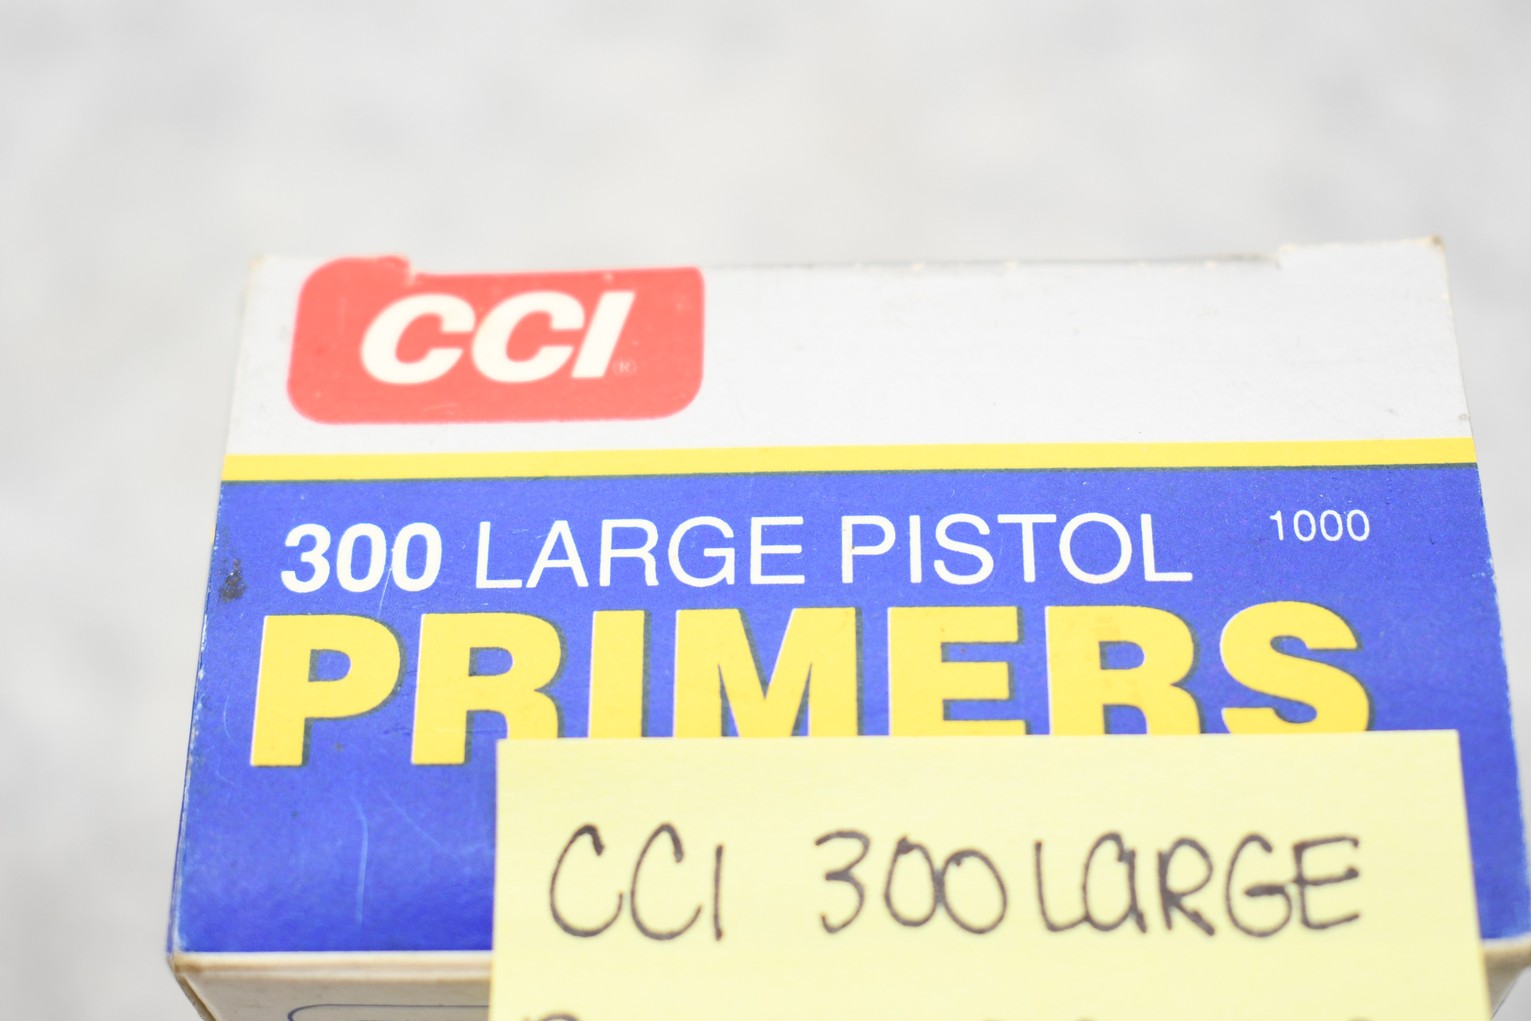 CCI®
300 LARGE PISTOL 1000
PRIMERS
CCI 300 LARGE